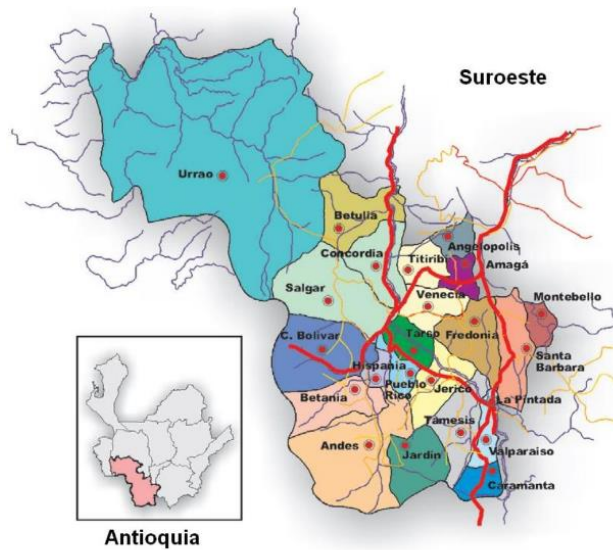 Suroeste
Urrao
Betulia
Angelopolis
Concordia
Titiribi
Amagá
Salgar
Venecia
Montebello
C. Bolivar
Tarso
Fredonia
Hispania
Santa
Barbara
Pueblo
Rico
Jerico
Betania
La Pintada
Tamesis
Andes
Jardin
Valparaiso
Caramanta
Antioquia